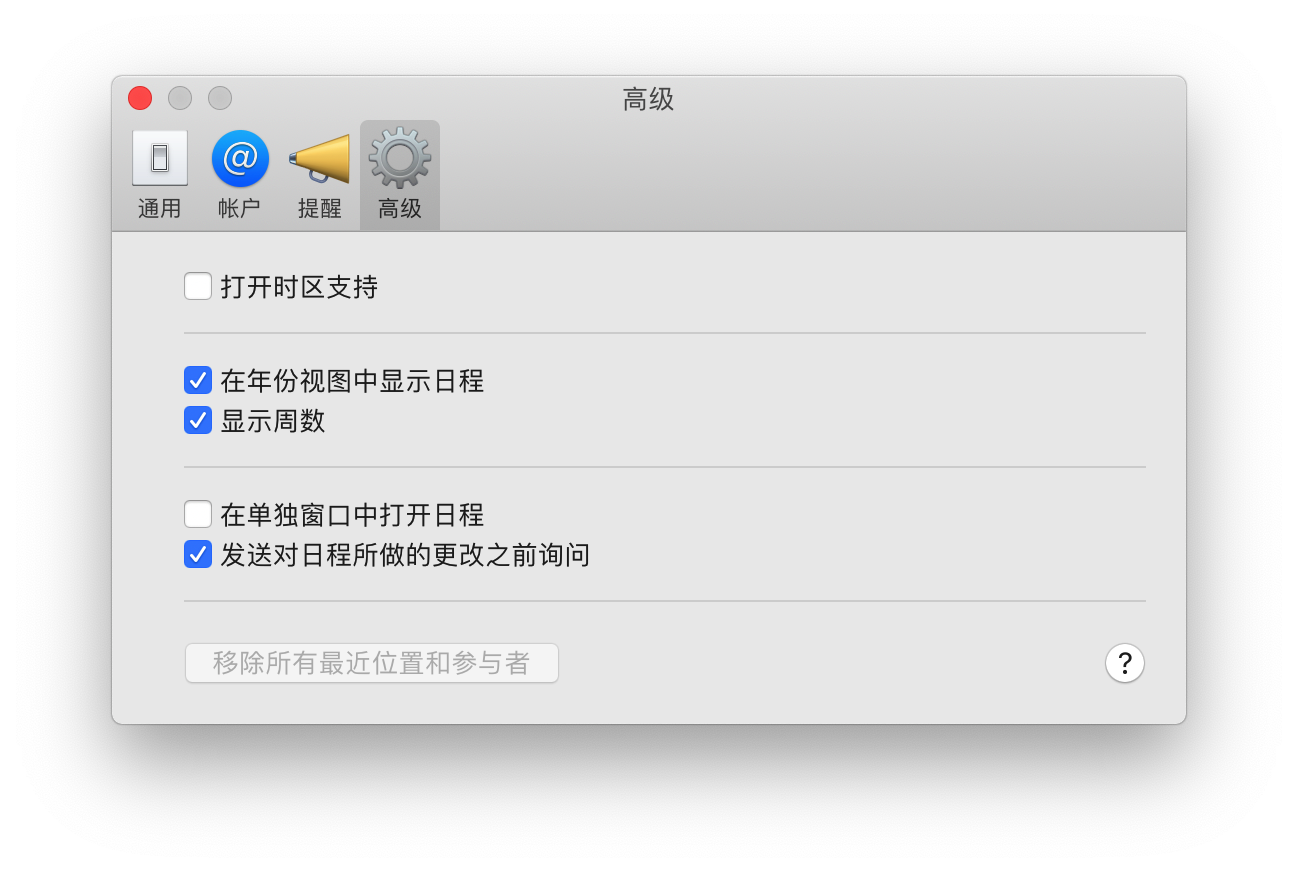 高级
通用 帐户 提醒 高级
打开时区支持
在年份视图中显示日程
显示周数
在单独窗口中打开日程
发送对日程所做的更改之前询问
移除所有最近位置和参与者 ?